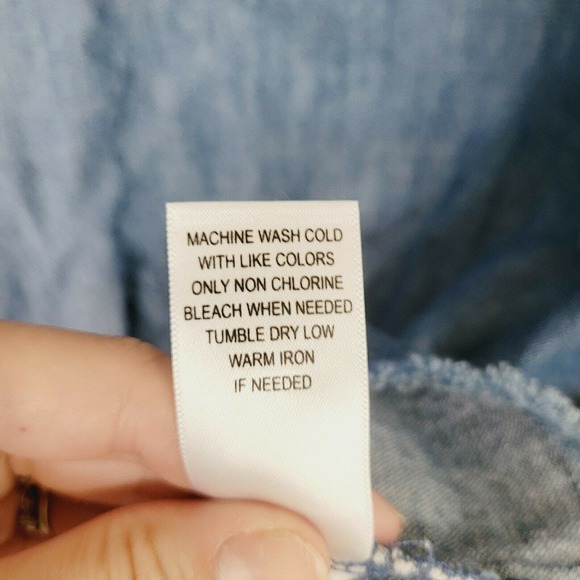 MACHINE WASH COLD
WITH LIKE COLORS
ONLY NON CHLORINE
BLEACH WHEN NEEDED
TUMBLE DRY LOW
WARM IRON
IF NEEDED